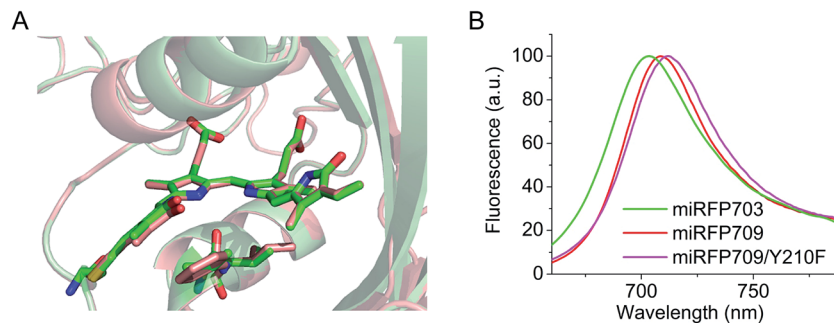 A
B
Fluorescence (a.u.)
100
80
60
40
20
0
miRFP703
miRFP709
miRFP709/Y210F
700
750
Wavelength (nm)